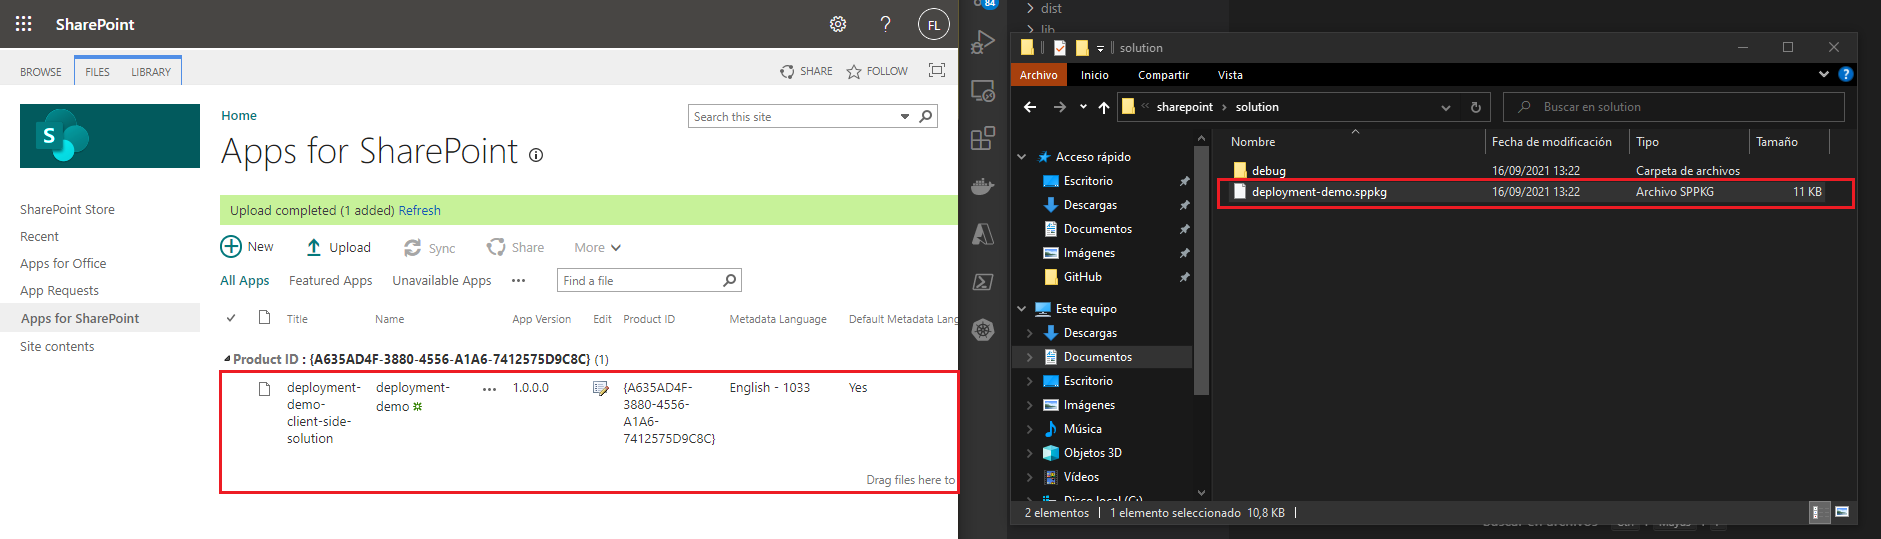 SharePoint
?
FL
BROWSE
FILES
LIBRARY
SHARE
FOLLOW
S
Home
Search this site
Apps for SharePoint
Upload completed (1 added) Refresh
SharePoint Store
Recent
Apps for Office
App Requests
Apps for SharePoint
Site contents
New
Upload
Sync
Share
More
All Apps
Featured Apps
Unavailable Apps
···
Find a file
Title
Name
App Version
Edit
Product ID
Metadata Language
Default Metadata Lang
Product ID : {A635AD4F-3880-4556-A1A6-7412575D9C8C} (1)
deployment-
demo-
client-side-
solution
deployment-
demo
···
1.0.0.0
{A635AD4F-
3880-4556-
A1A6-
7412575D9C8C}
English - 1033
Yes
Drag files here to
84
dist
lib
solution
Archivo
Inicio
Compartir
Vista
?
«
sharepoint
solution
Buscar en solution
Nombre
Fecha de modificación
Tipo
Tamaño
debug
16/09/2021 13:22
Carpeta de archivos
deployment-demo.sppkg
16/09/2021 13:22
Archivo SPPKG
11 KB
Acceso rápido
Escritorio
Descargas
Documentos
Imágenes
GitHub
Este equipo
Descargas
Documentos
Escritorio
Imágenes
Música
Objetos 3D
Vídeos
Disco local (C:)
2 elementos
1 elemento seleccionado 10,8 KB
Buscar en archivos
Ctrl
Mayús